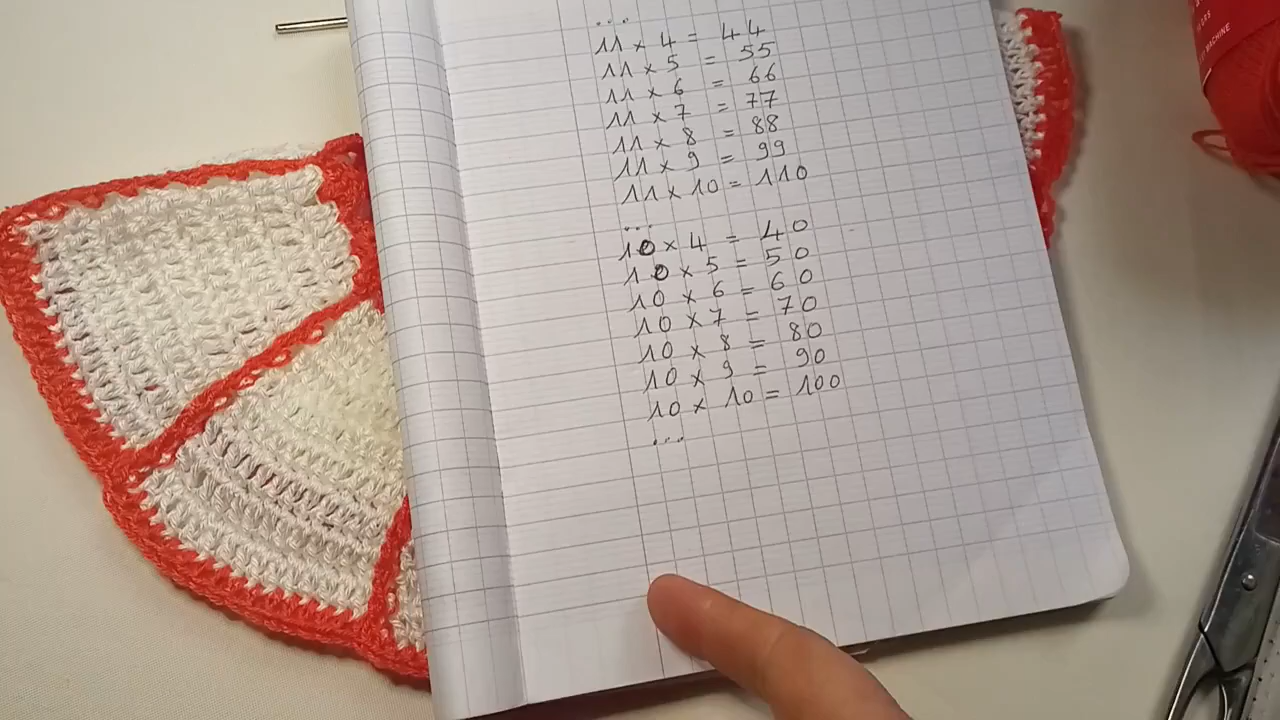 ...
11 x 4 = 44
11 x 5 = 55
11 x 6 = 66
11 x 7 = 77
11 x 8 = 88
11 x 9 = 99
11 x 10 = 110
...
10 x 4 = 40
10 x 5 = 50
10 x 6 = 60
10 x 7 = 70
10 x 8 = 80
10 x 9 = 90
10 x 10 = 100
...
MACHINE